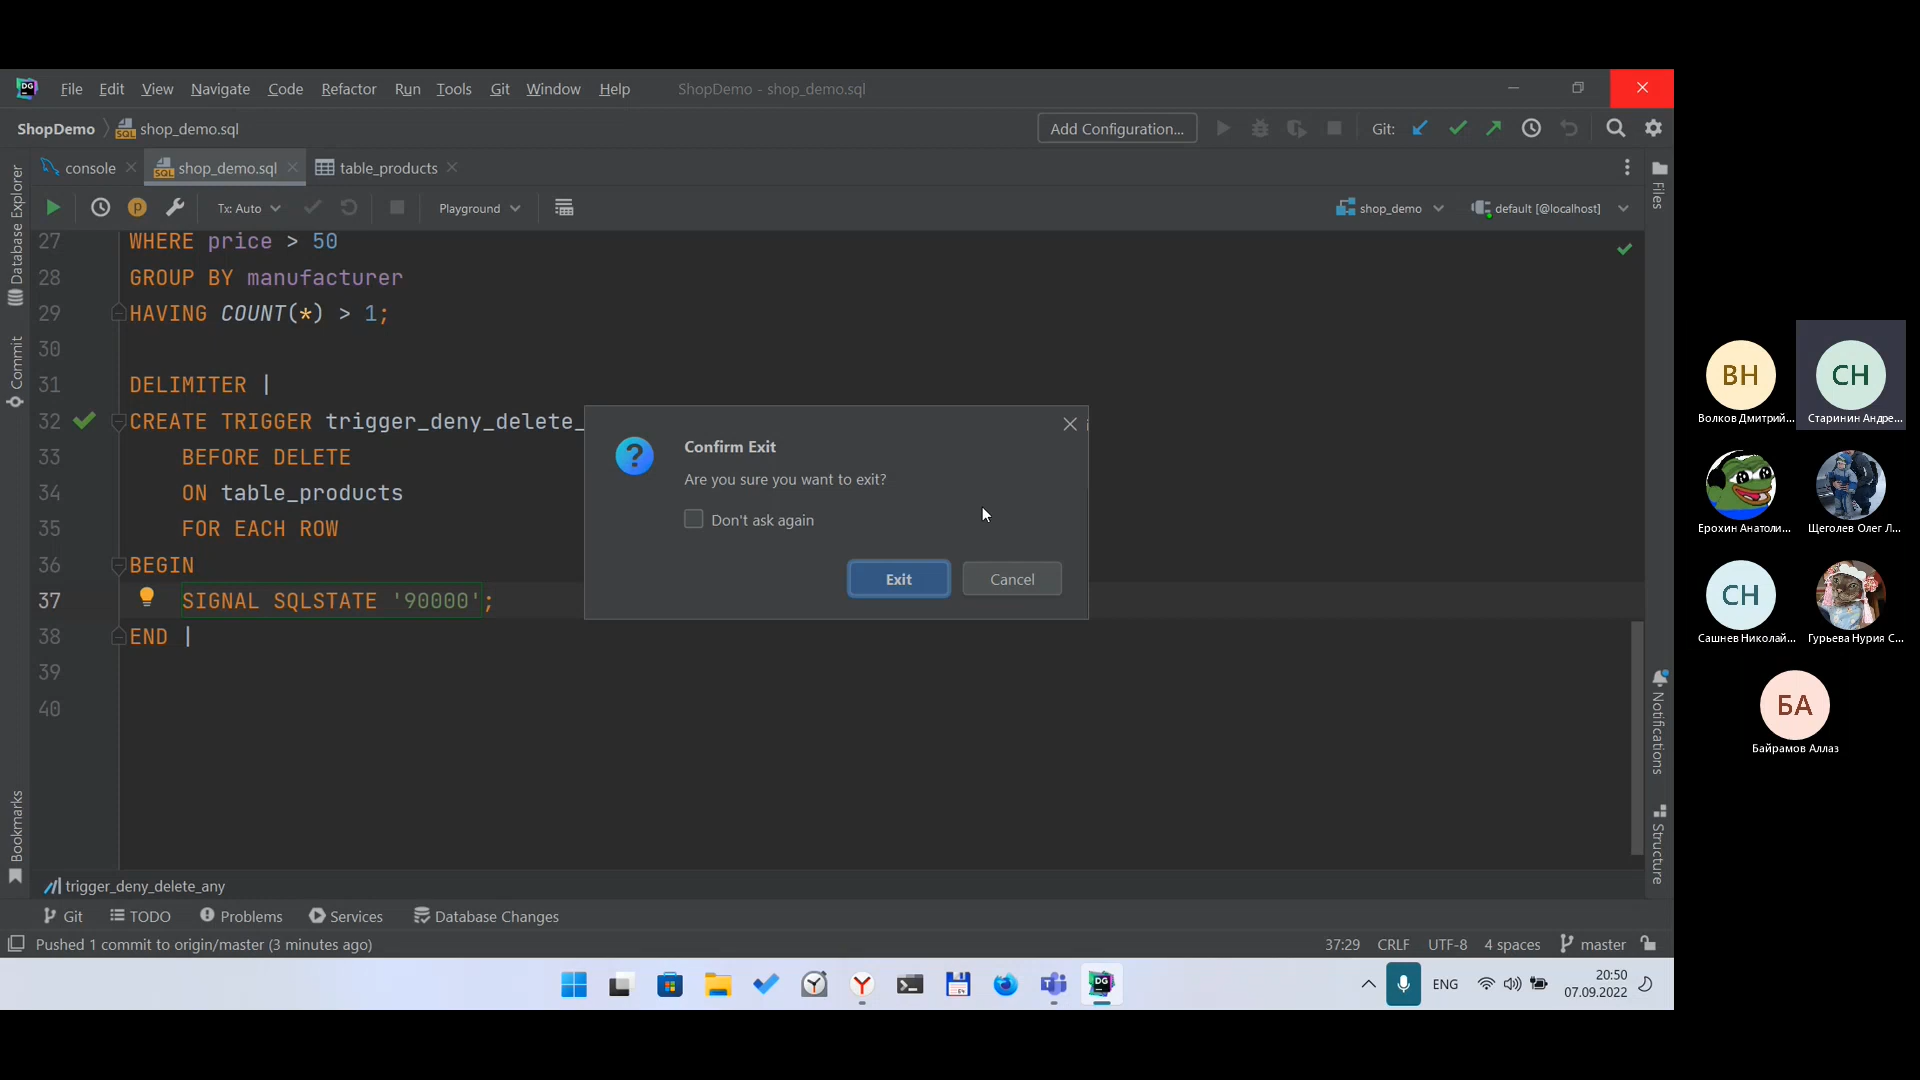 DG
File Edit View Navigate Code Refactor Run Tools Git Window Help ShopDemo - shop_demo.sql
ShopDemo shop_demo.sql Add Configuration... Git:
console shop_demo.sql table_products
Tx: Auto Playground shop_demo default [@localhost]
Database Explorer
Commit
Bookmarks
Files
Notifications
Structure
27 WHERE price > 50
28 GROUP BY manufacturer
29 HAVING COUNT(*) > 1;
30
31 DELIMITER |
32 CREATE TRIGGER trigger_deny_delete_
33 BEFORE DELETE
34 ON table_products
35 FOR EACH ROW
36 BEGIN
37 SIGNAL SQLSTATE '90000';
38 END |
39
40
Confirm Exit
Are you sure you want to exit?
Don't ask again
Exit Cancel
trigger_deny_delete_any
Git TODO Problems Services Database Changes
Pushed 1 commit to origin/master (3 minutes ago) 37:29 CRLF UTF-8 4 spaces master
ENG 20:50
07.09.2022
ВН СН
Волков Дмитрий... Старинин Андре...
Ерохин Анатоли... Щеголев Олег Л...
СН
Сашнев Николай... Гурьева Нурия С...
БА
Байрамов Аллаз